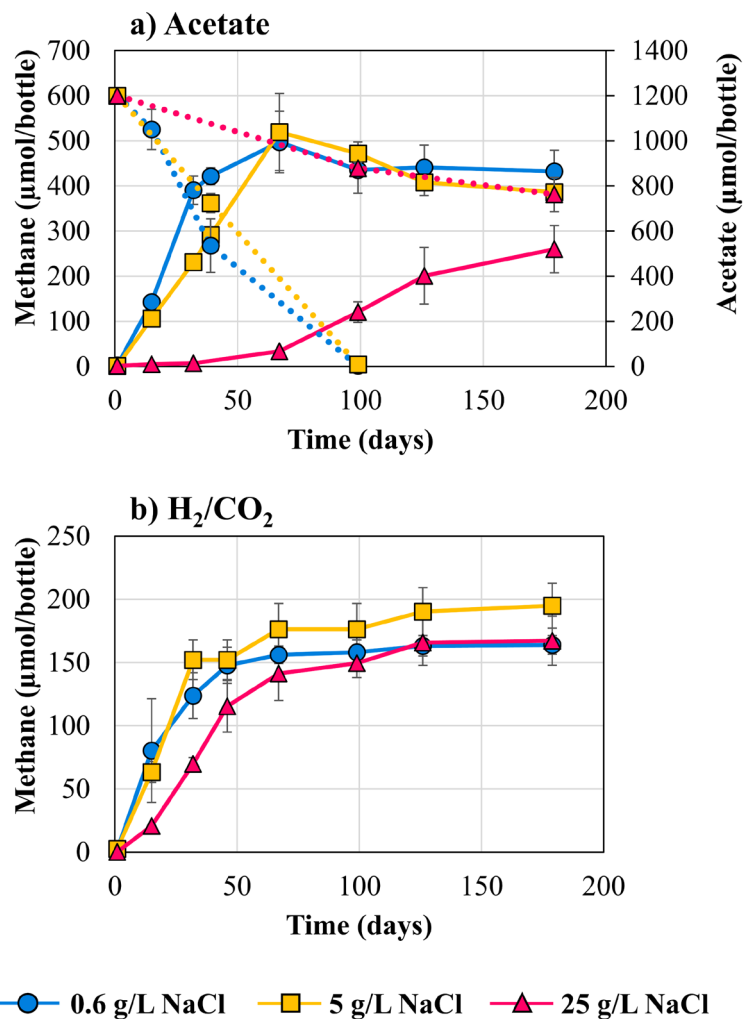 a) Acetate
700
600
500
400
300
200
100
0
Methane (µmol/bottle)
1400
1200
1000
800
600
400
200
0
Acetate (µmol/bottle)
0 50 100 150 200
Time (days)
b) H₂/CO₂
250
200
150
100
50
0
Methane (µmol/bottle)
0 50 100 150 200
Time (days)
0.6 g/L NaCl 5 g/L NaCl 25 g/L NaCl